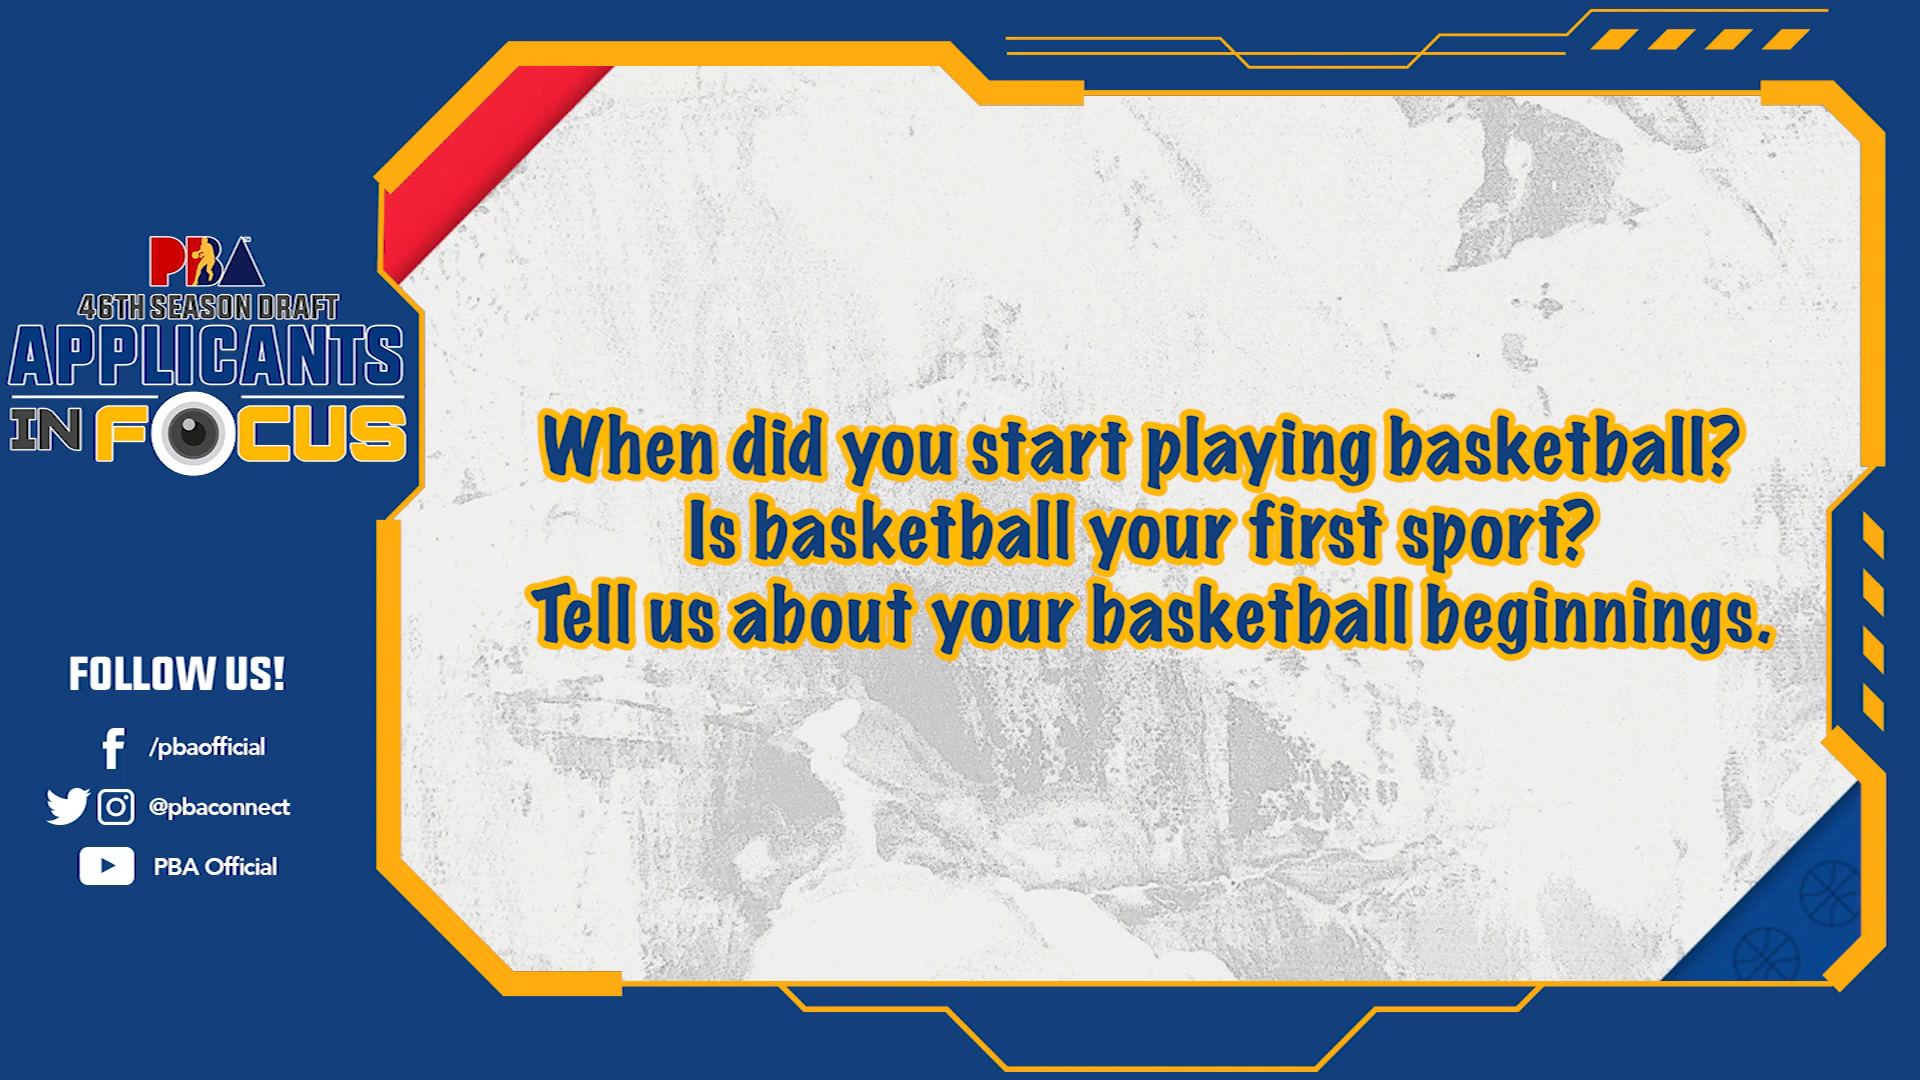 PBA
46TH SEASON DRAFT
APPLICANTS
IN FOCUS
When did you start playing basketball?
Is basketball your first sport?
Tell us about your basketball beginnings.
FOLLOW US!
/pbaofficial
@pbaconnect
PBA Official